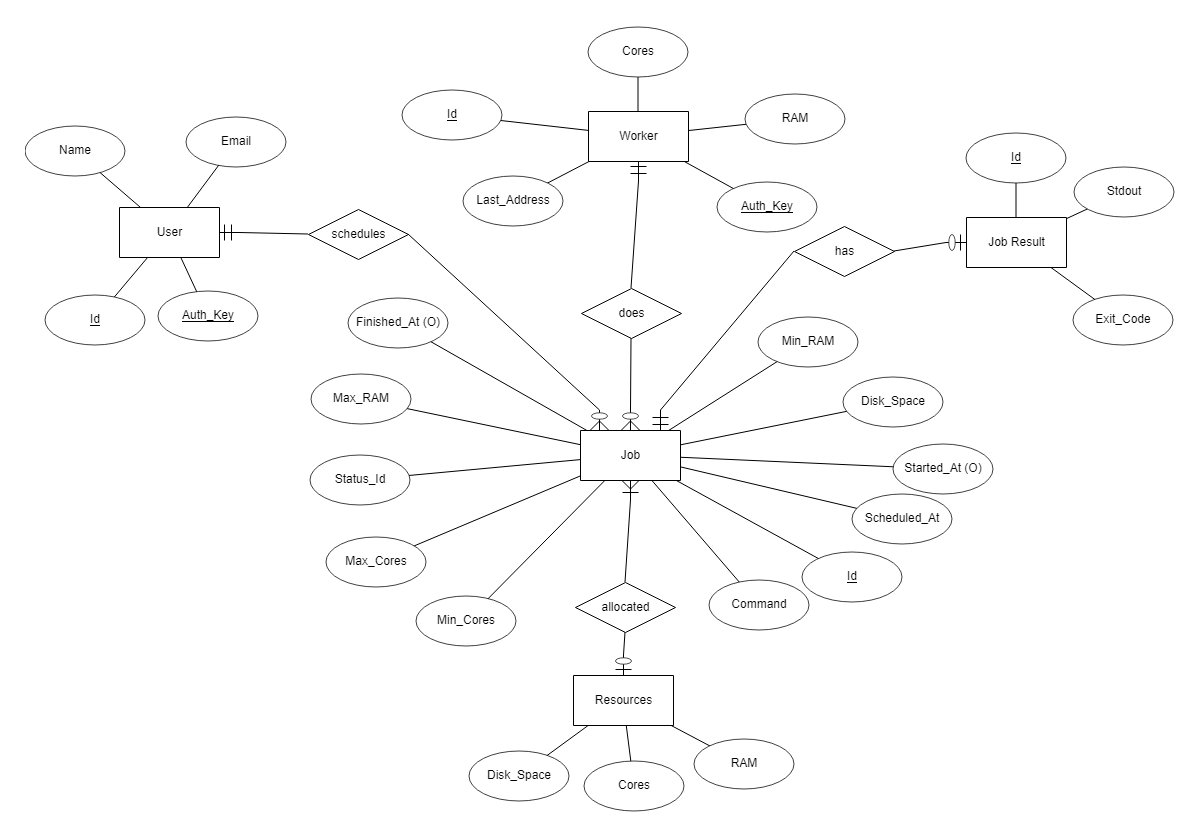 Cores
Id
Worker
RAM
Last_Address
Auth_Key
Name
Email
User
Id
Auth_Key
schedules
does
has
Id
Stdout
Job Result
Exit_Code
Finished_At (O)
Min_RAM
Max_RAM
Disk_Space
Job
Status_Id
Started_At (O)
Scheduled_At
Max_Cores
Id
Min_Cores
allocated
Command
Resources
Disk_Space
Cores
RAM